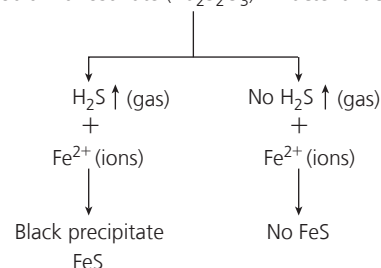 H₂S ↑ (gas) No H₂S ↑ (gas)
+ +
Fe²⁺ (ions) Fe²⁺ (ions)
Black precipitate No FeS
FeS